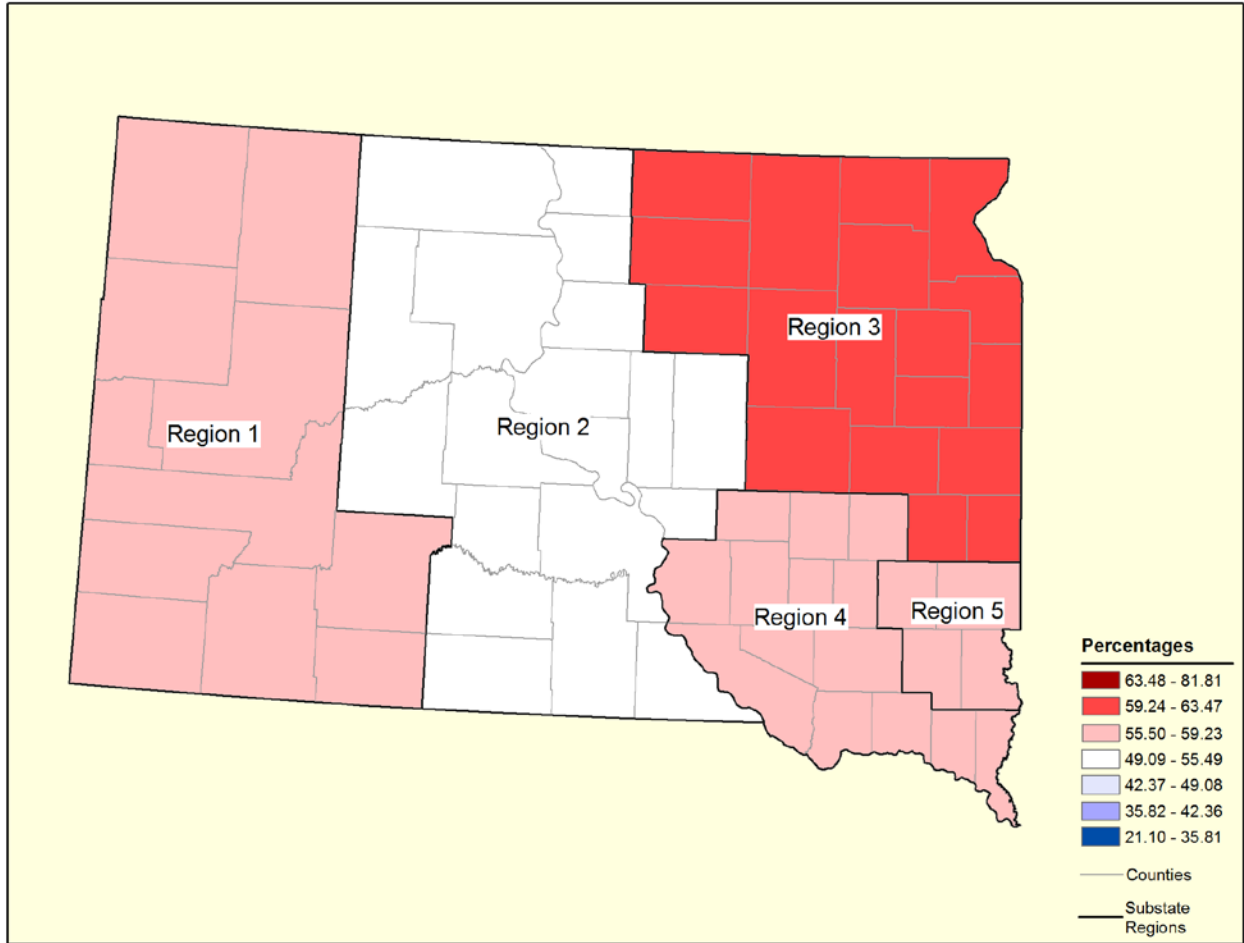 Region 3
Region 1
Region 2
Region 4
Region 5
Percentages
63.48 - 81.81
59.24 - 63.47
55.50 - 59.23
49.09 - 55.49
42.37 - 49.08
35.82 - 42.36
21.10 - 35.81
Counties
Substate
Regions